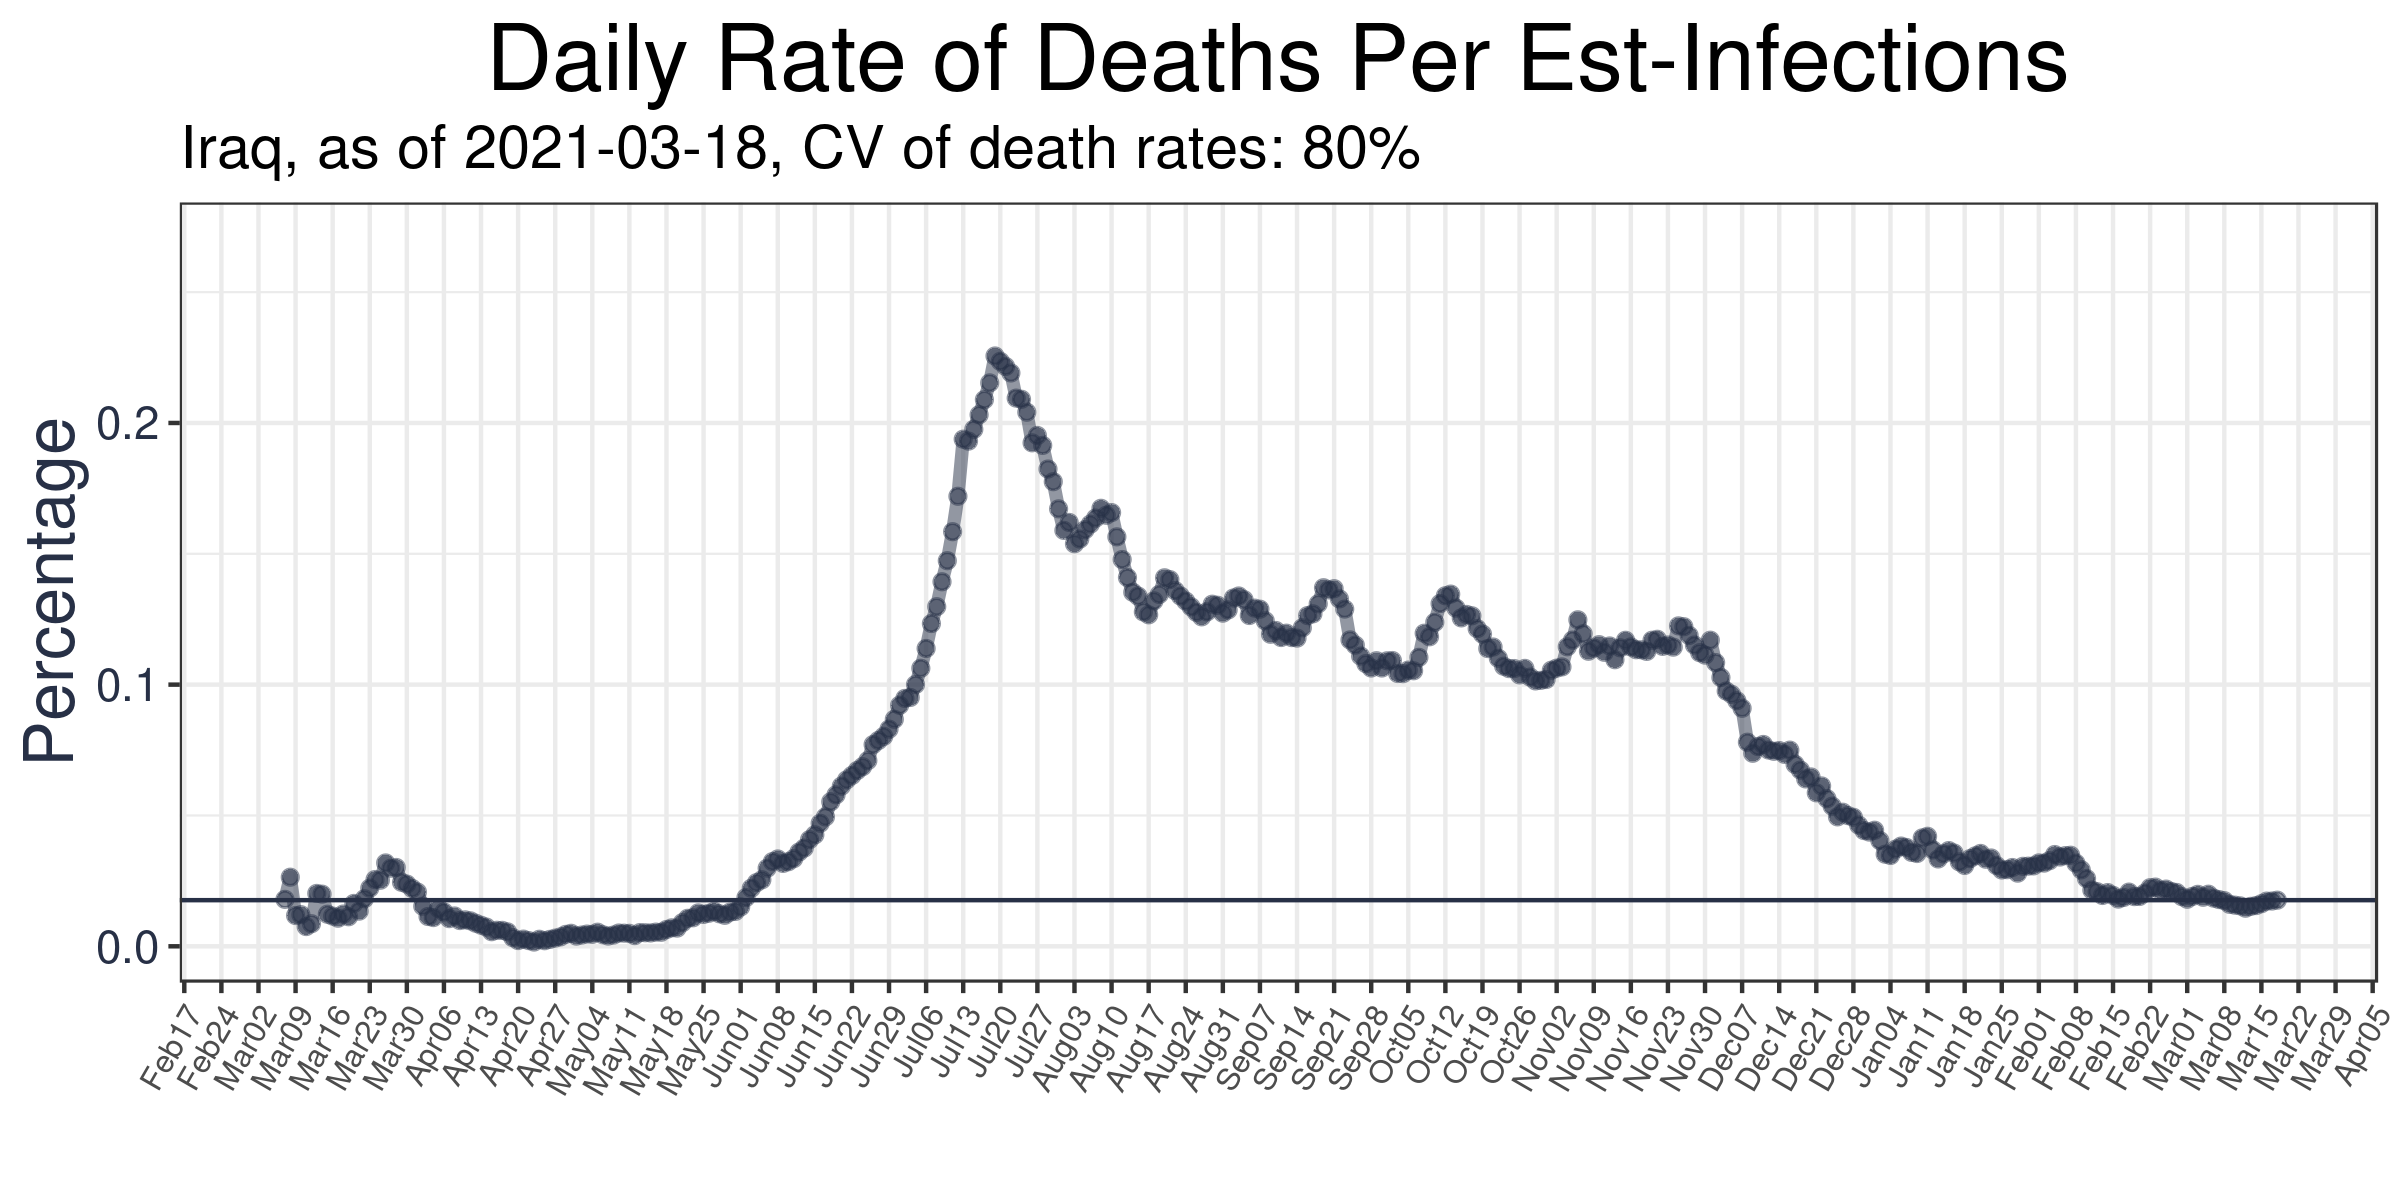 Daily Rate of Deaths Per Est-Infections
Iraq, as of 2021-03-18, CV of death rates: 80%
Percentage
0.2
0.1
0.0
Feb17 Feb24 Mar02 Mar09 Mar16 Mar23 Mar30 Apr06 Apr13 Apr20 Apr27 May04 May11 May18 May25 Jun01 Jun08 Jun15 Jun22 Jun29 Jul06 Jul13 Jul20 Jul27 Aug03 Aug10 Aug17 Aug24 Aug31 Sep07 Sep14 Sep21 Sep28 Oct05 Oct12 Oct19 Oct26 Nov02 Nov09 Nov16 Nov23 Nov30 Dec07 Dec14 Dec21 Dec28 Jan04 Jan11 Jan18 Jan25 Feb01 Feb08 Feb15 Feb22 Mar01 Mar08 Mar15 Mar22 Mar29 Apr05